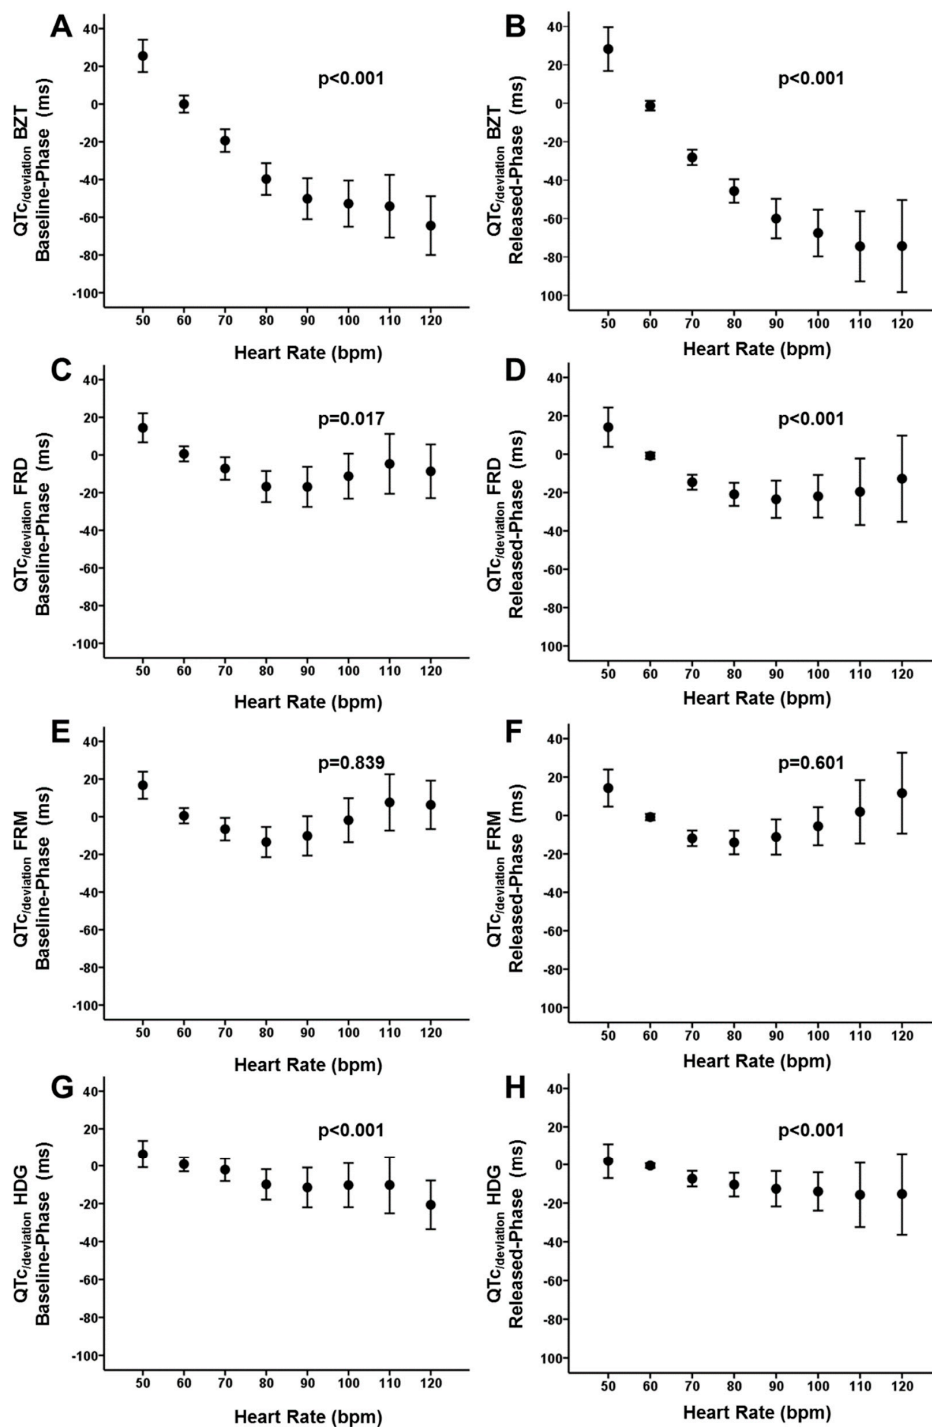 A
QTc/deviation BZT
Baseline-Phase (ms)
40
20
0
-20
-40
-60
-80
-100
p<0.001
50 60 70 80 90 100 110 120
Heart Rate (bpm)
B
QTc/deviation BZT
Released-Phase (ms)
40
20
0
-20
-40
-60
-80
100
p<0.001
50 60 70 80 90 100 110 120
Heart Rate (bpm)
C
QTc/deviation FRD
Baseline-Phase (ms)
40
20
0
-20
-40
-60
-80
-100
p=0.017
50 60 70 80 90 100 110 120
Heart Rate (bpm)
D
QTc/deviation FRD
Released-Phase (ms)
40
20
0
-20
-40
-60
-80
100
p<0.001
50 60 70 80 90 100 110 120
Heart Rate (bpm)
E
QTc/deviation FRM
Baseline-Phase (ms)
40
20
0
-20
-40
-60
-80
-100
p=0.839
50 60 70 80 90 100 110 120
Heart Rate (bpm)
F
QTc/deviation FRM
Released-Phase (ms)
40
20
0
-20
-40
-60
-80
100
p=0.601
50 60 70 80 90 100 110 120
Heart Rate (bpm)
G
QTc/deviation HDG
Baseline-Phase (ms)
40
20
0
-20
-40
-60
-80
-100
p<0.001
50 60 70 80 90 100 110 120
Heart Rate (bpm)
H
QTc/deviation HDG
Released-Phase (ms)
40
20
0
-20
-40
-60
-80
100
p<0.001
50 60 70 80 90 100 110 120
Heart Rate (bpm)